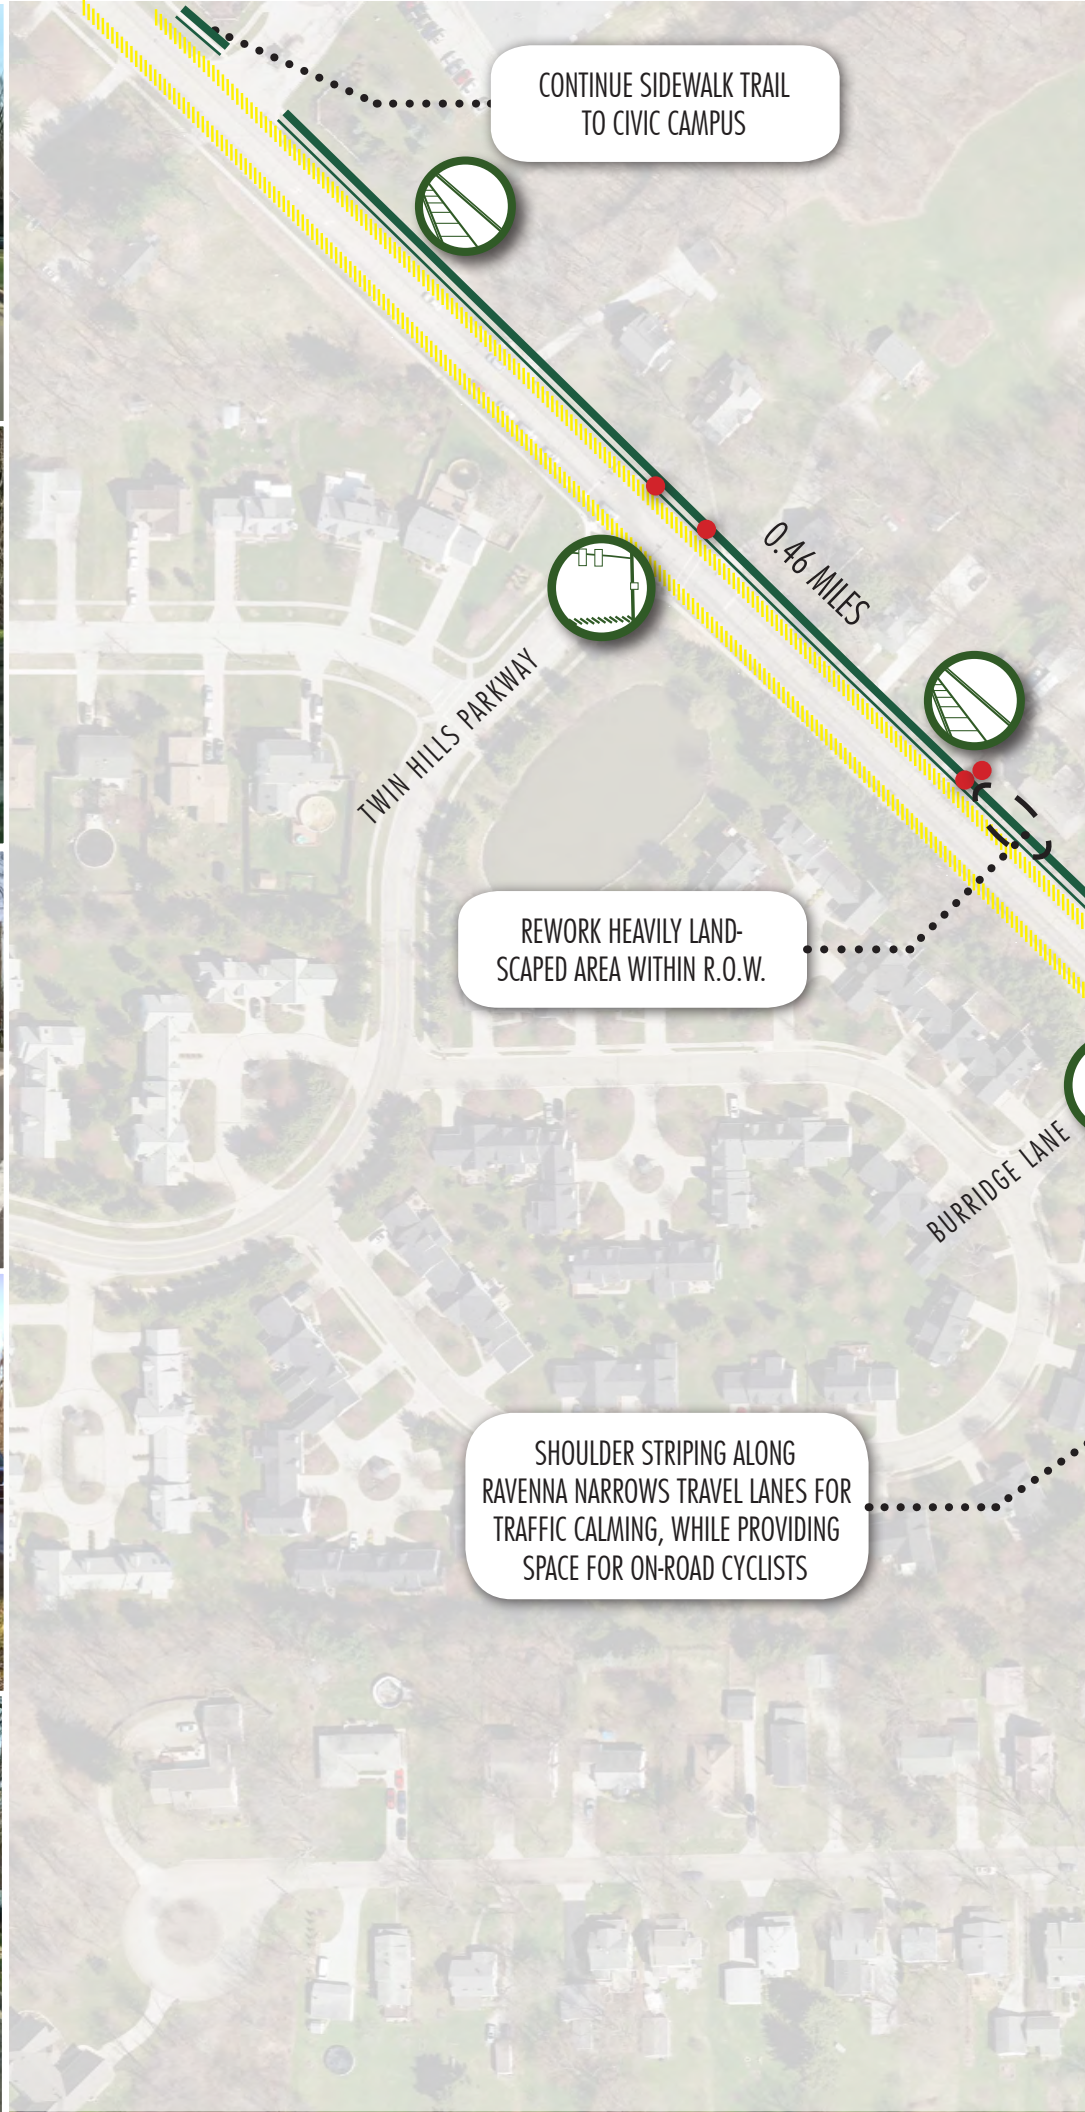 CONTINUE SIDEWALK TRAIL
TO CIVIC CAMPUS
0.46 MILES
TWIN HILLS PARKWAY
REWORK HEAVILY LAND-
SCAPED AREA WITHIN R.O.W.
BURRIDGE LANE
SHOULDER STRIPING ALONG
RAVENNA NARROWS TRAVEL LANES FOR
TRAFFIC CALMING, WHILE PROVIDING
SPACE FOR ON-ROAD CYCLISTS